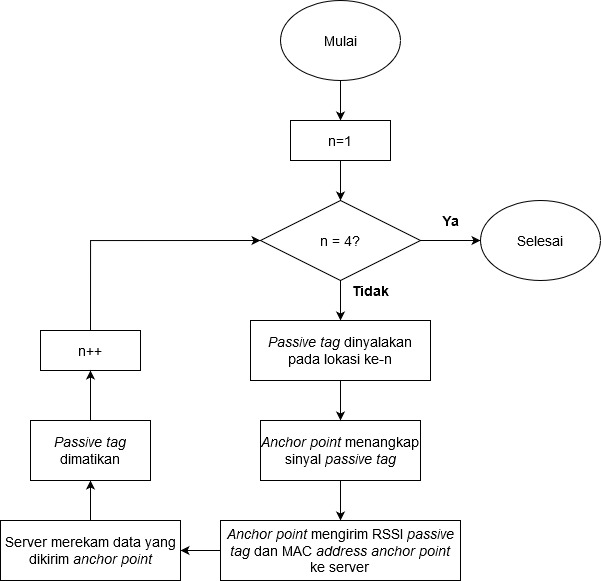 Mulai
n=1
n = 4?
Ya
Selesai
Tidak
Passive tag dinyalakan
pada lokasi ke-n
n++
Anchor point menangkap
sinyal passive tag
Passive tag
dimatikan
Anchor point mengirim RSSI passive
tag dan MAC address anchor point
ke server
Server merekam data yang
dikirim anchor point